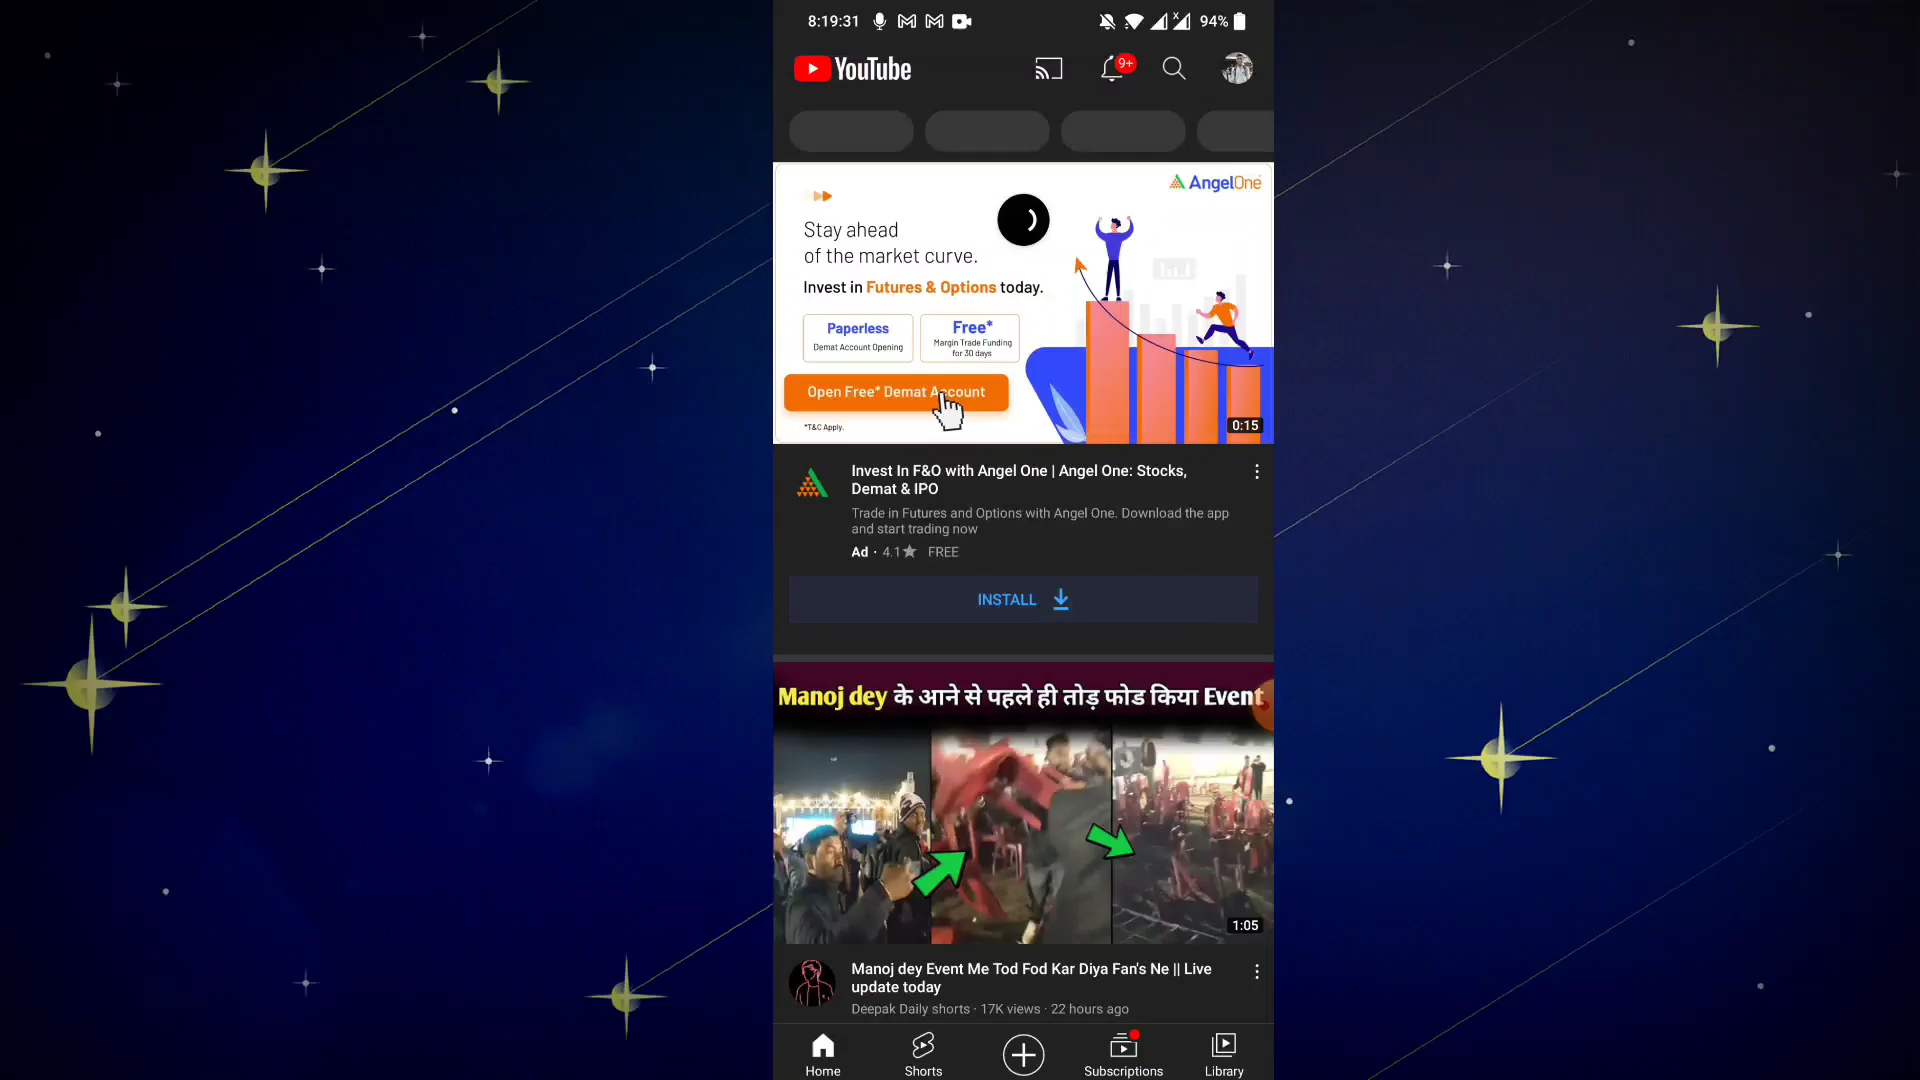 8:19:31
94%
YouTube
9+
AngelOne
Stay ahead
of the market curve.
Invest in Futures & Options today.
Paperless
Demat Account Opening
Free*
Margin Trade Funding
for 30 days
Open Free* Demat Account
*T&C Apply.
0:15
Invest In F&O with Angel One | Angel One: Stocks,
Demat & IPO
Trade in Futures and Options with Angel One. Download the app
and start trading now
Ad · 4.1★ FREE
INSTALL
Manoj dey के आने से पहले ही तोड़ फोड किया Event
1:05
Manoj dey Event Me Tod Fod Kar Diya Fan's Ne || Live
update today
Deepak Daily shorts · 17K views · 22 hours ago
Home
Shorts
Subscriptions
Library